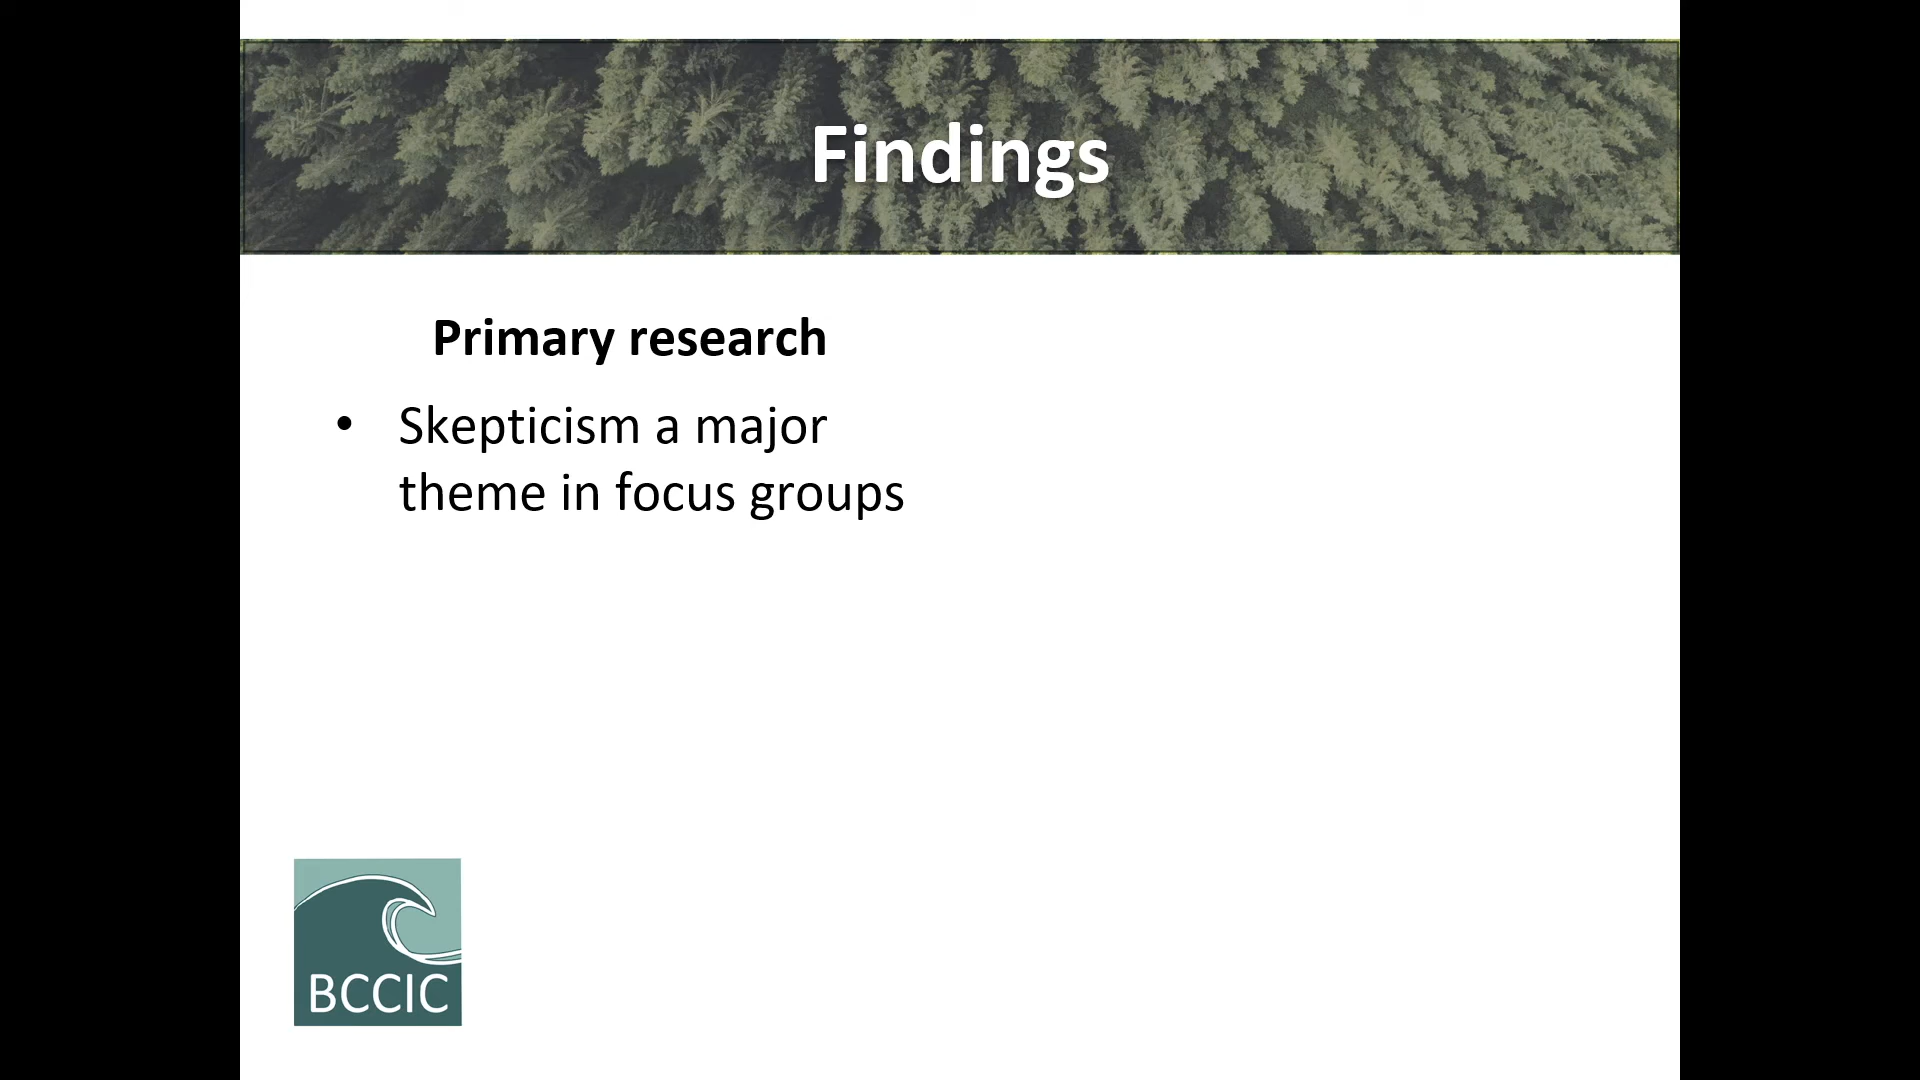 Findings
Primary research
• Skepticism a major
theme in focus groups
BCCIC